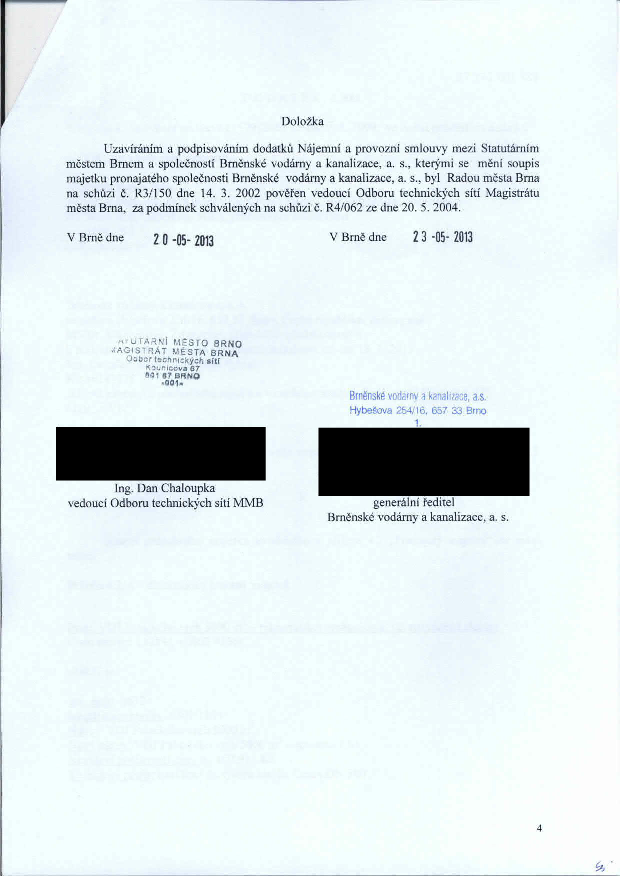 Doložka
Uzavíráním a podpisováním dodatků Nájemní a provozní smlouvy mezi Statutárním
městem Brnem a společností Brněnské vodárny a kanalizace, a. s., kterými se mění soupis
majetku pronajatého společnosti Brněnské vodárny a kanalizace, a. s., byl Radou města Brna
na schůzi č. R3/150 dne 14. 3. 2002 pověřen vedoucí Odboru technických sítí Magistrátu
města Brna, za podmínek schválených na schůzi č. R4/062 ze dne 20. 5. 2004.
V Brně dne 20 -05- 2013
V Brně dne 23 -05- 2013
MĚSTO BRNO
MĚSTA BRNA
Odbor technických sítí
Kounicova 67
601 67 BRNO
*001*
Brněnské vodárny a kanalizace, a.s.
Hybešova 254/16, 657 33 Brno
1.
Ing. Dan Chaloupka
vedoucí Odboru technických sítí MMB
generální ředitel
Brněnské vodárny a kanalizace, a. s.
4